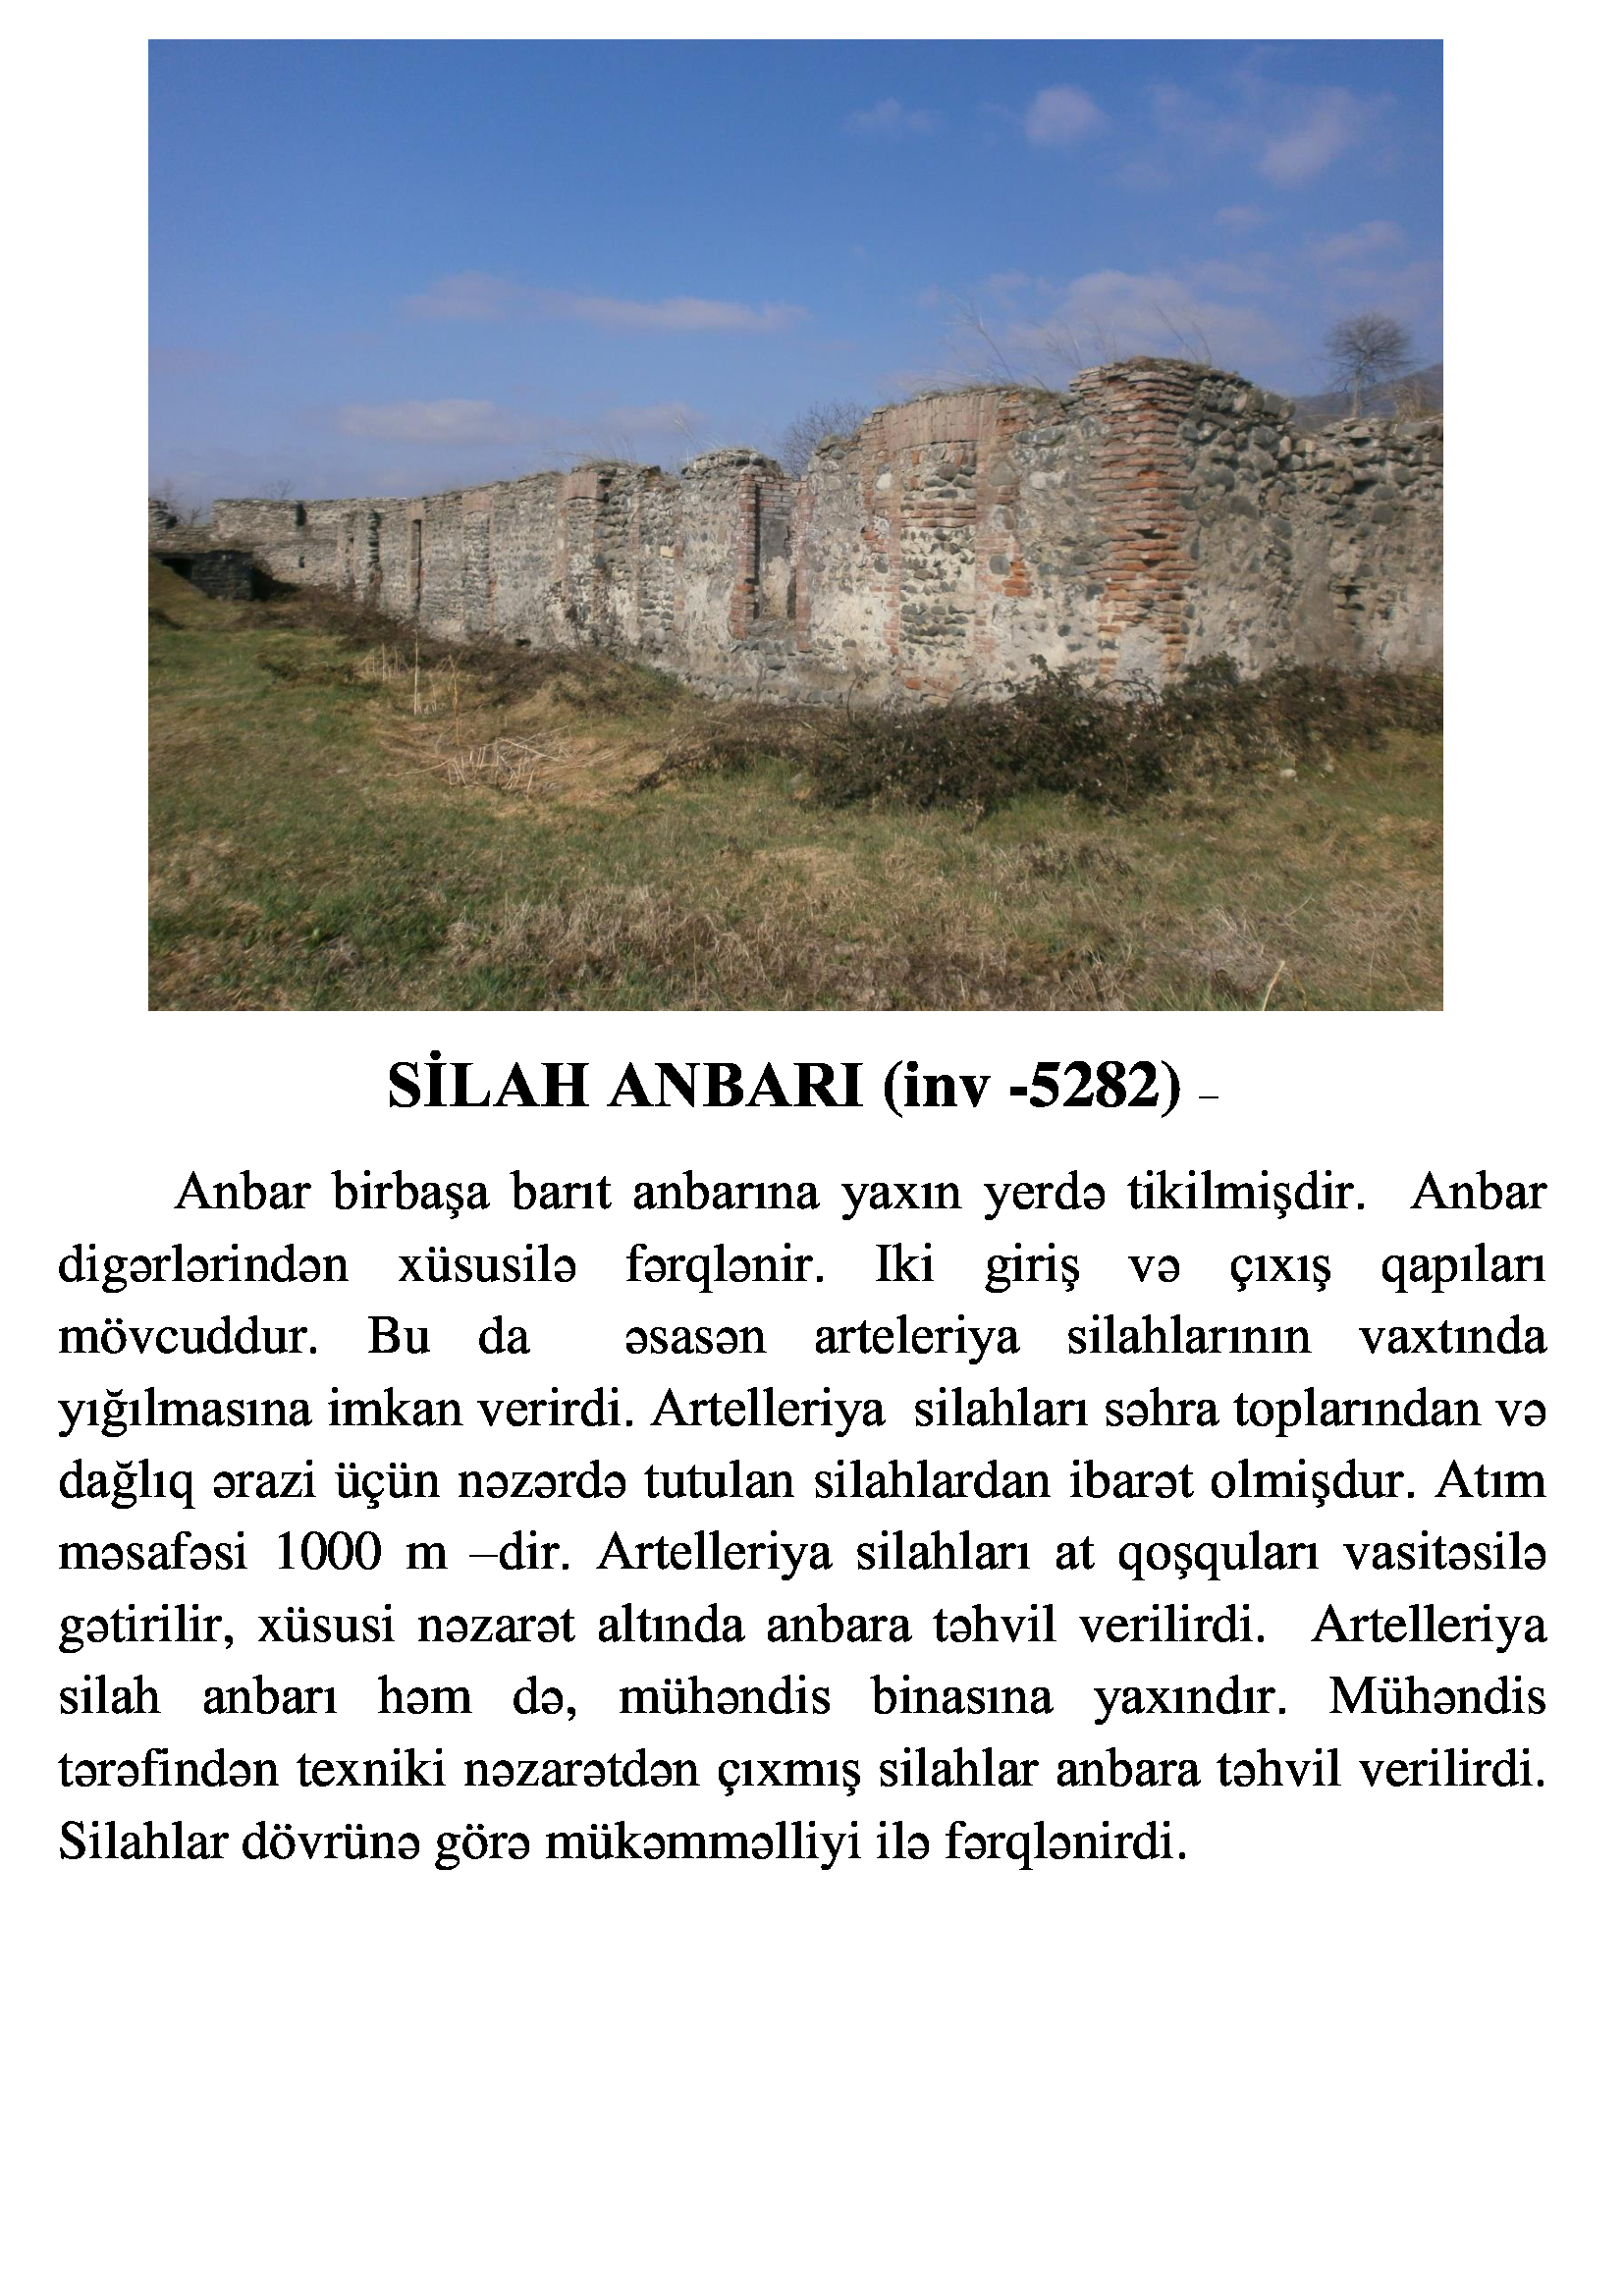 SİLAH ANBARI (inv -5282) –
Anbar birbaşa barıt anbarına yaxın yerdə tikilmişdir. Anbar
digərlərindən xüsusilə fərqlənir. Iki giriş və çıxış qapıları
mövcuddur. Bu da əsasən arteleriya silahlarının vaxtında
yığılmasına imkan verirdi. Artelleriya silahları səhra toplarından və
dağlıq ərazi üçün nəzərdə tutulan silahlardan ibarət olmişdur. Atım
məsafəsi 1000 m –dir. Artelleriya silahları at qoşquları vasitəsilə
gətirilir, xüsusi nəzarət altında anbara təhvil verilirdi. Artelleriya
silah anbarı həm də, mühəndis binasına yaxındır. Mühəndis
tərəfindən texniki nəzarətdən çıxmış silahlar anbara təhvil verilirdi.
Silahlar dövrünə görə mükəmməlliyi ilə fərqlənirdi.